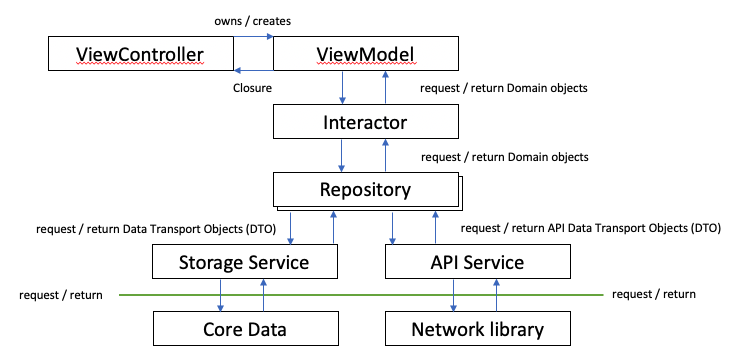 owns / creates
ViewController
ViewModel
Closure
request / return Domain objects
Interactor
request / return Domain objects
Repository
request / return Data Transport Objects (DTO)
request / return API Data Transport Objects (DTO)
Storage Service
API Service
request / return
request / return
Core Data
Network library